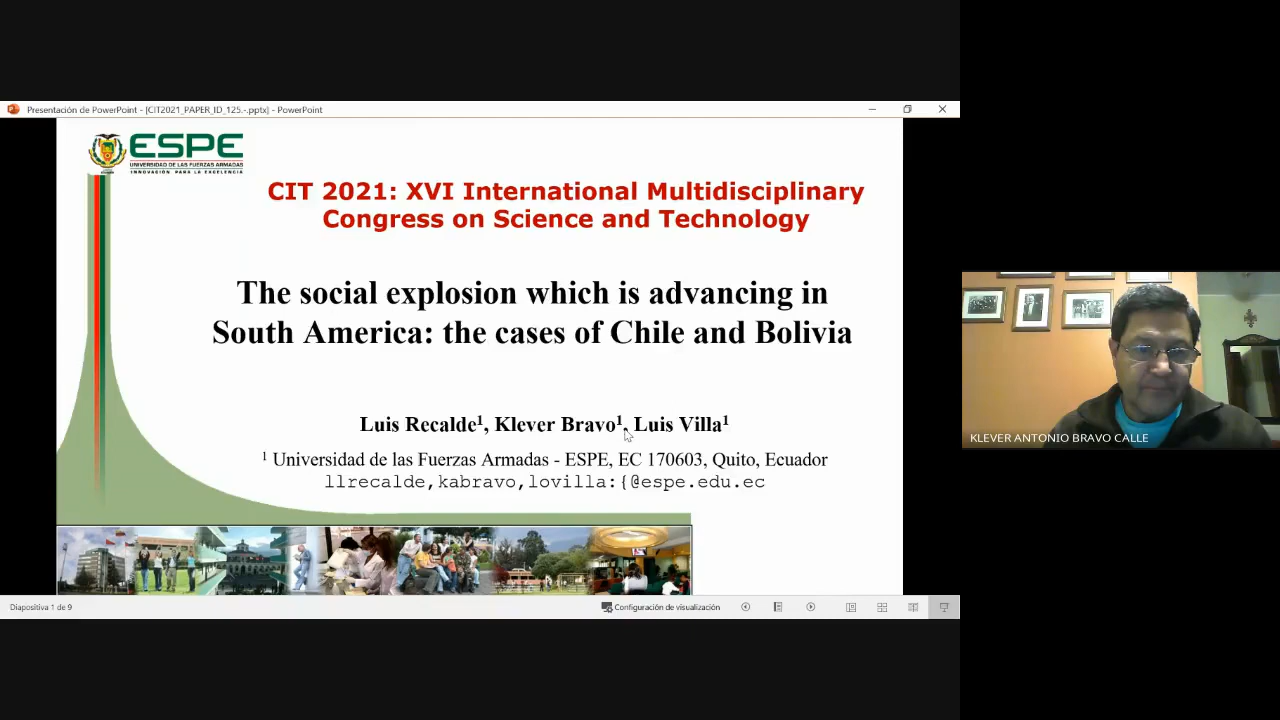 Presentación de PowerPoint - [CIT2021_PAPER_ID_125.-.pptx] - PowerPoint
ESPE
UNIVERSIDAD DE LAS FUERZAS ARMADAS
INNOVACIÓN PARA LA EXCELENCIA
CIT 2021: XVI International Multidisciplinary
Congress on Science and Technology
The social explosion which is advancing in
South America: the cases of Chile and Bolivia
Luis Recalde¹, Klever Bravo¹, Luis Villa¹
¹ Universidad de las Fuerzas Armadas - ESPE, EC 170603, Quito, Ecuador
llrecalde,kabravo,lovilla:{@espe.edu.ec
KLEVER ANTONIO BRAVO CALLE
Diapositiva 1 de 9
Configuración de visualización